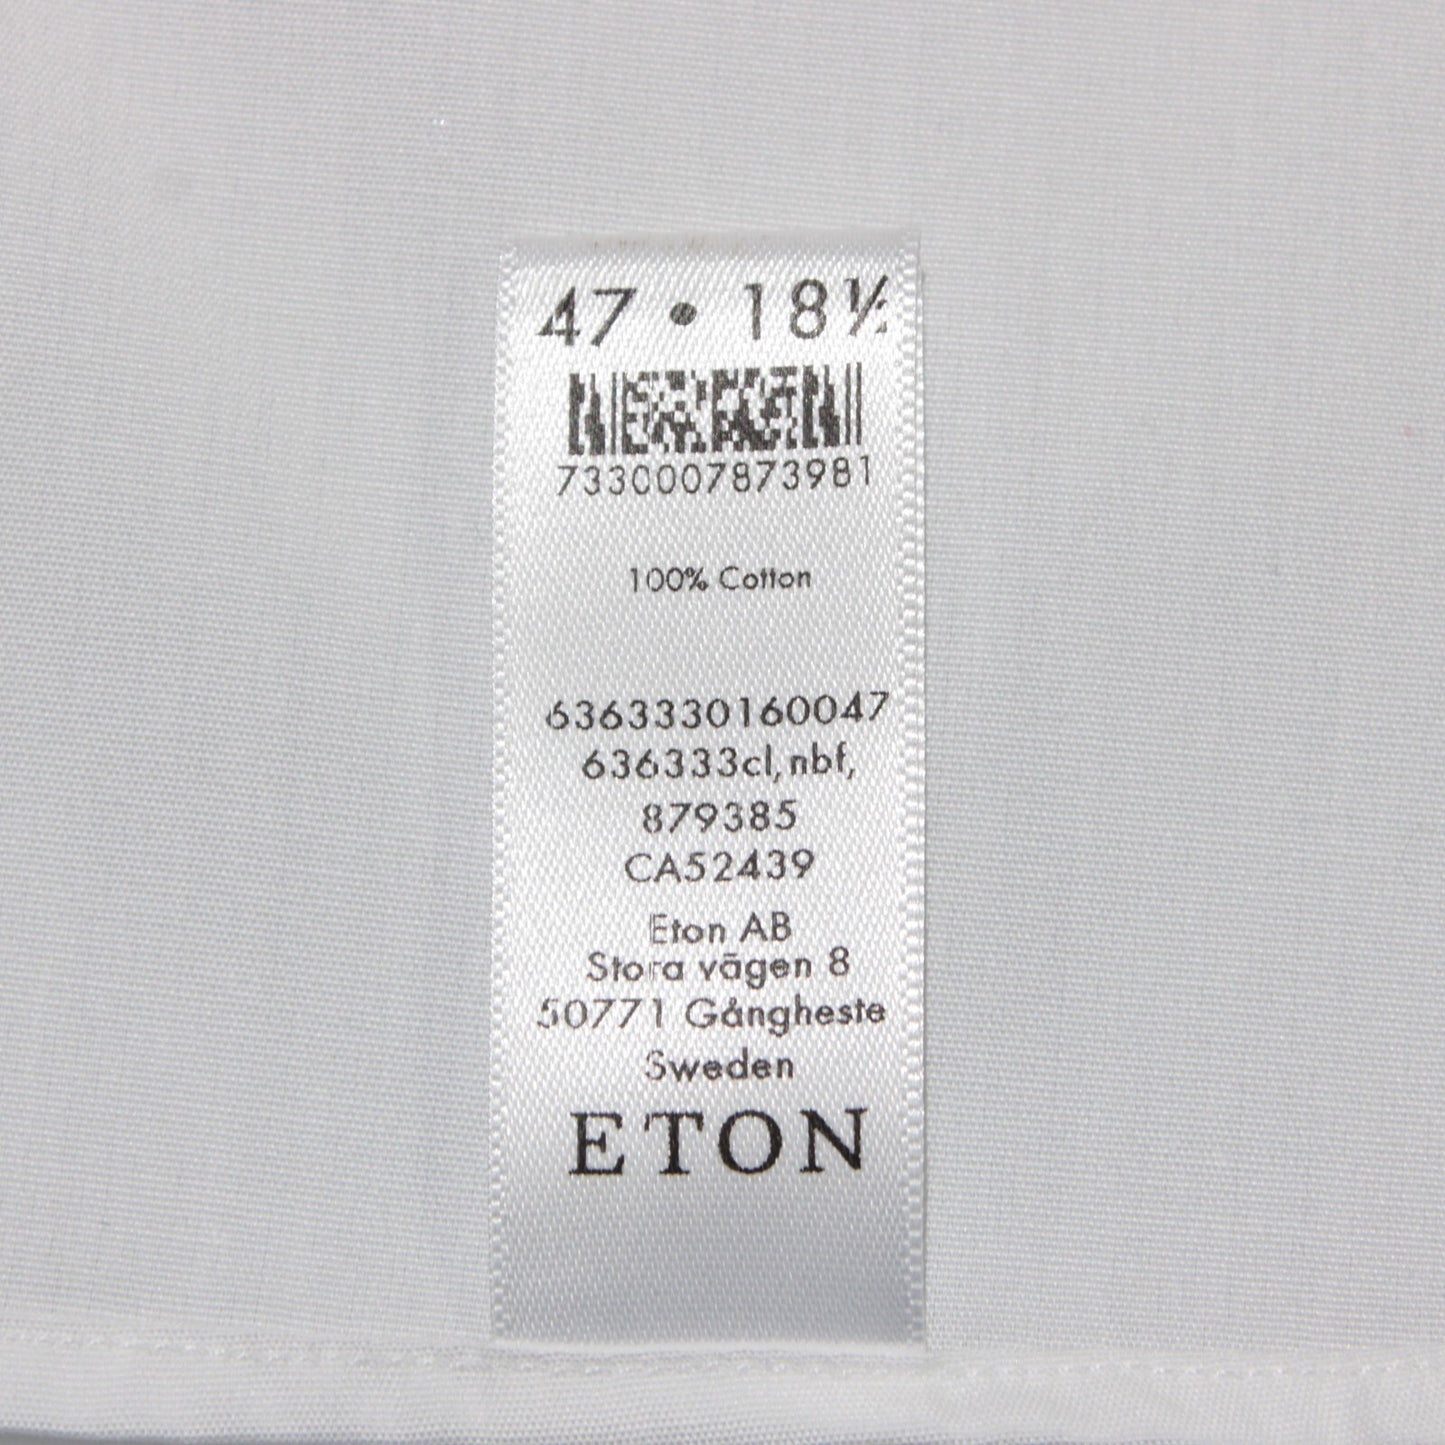 47 • 18½
7330007873981
100% Cotton
6363330160047
636333cl,nbf,
879385
CA52439
Eton AB
Stora vägen 8
50771 Gångheste
Sweden
ETON